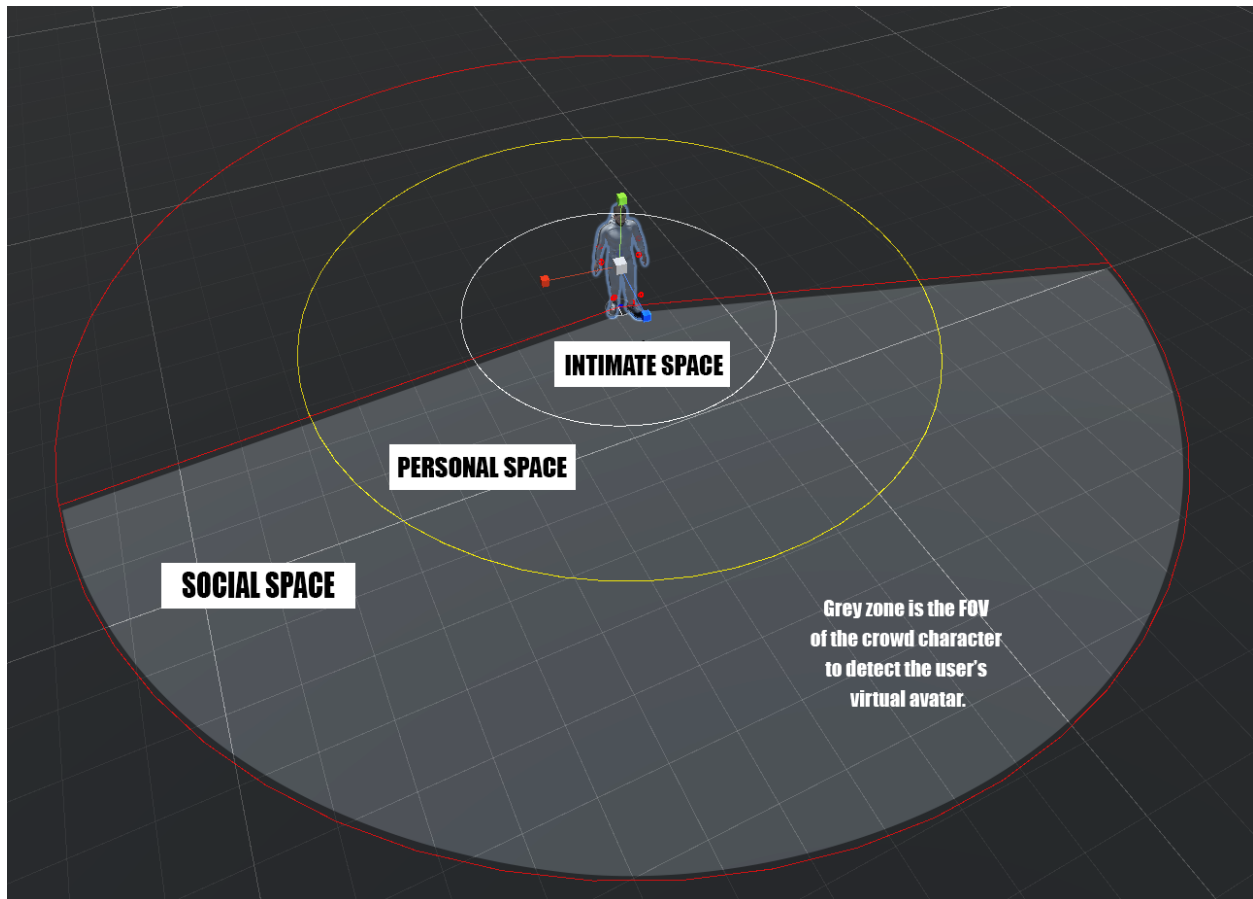 INTIMATE SPACE
PERSONAL SPACE
SOCIAL SPACE
Grey zone is the FOV
of the crowd character
to detect the user's
virtual avatar.